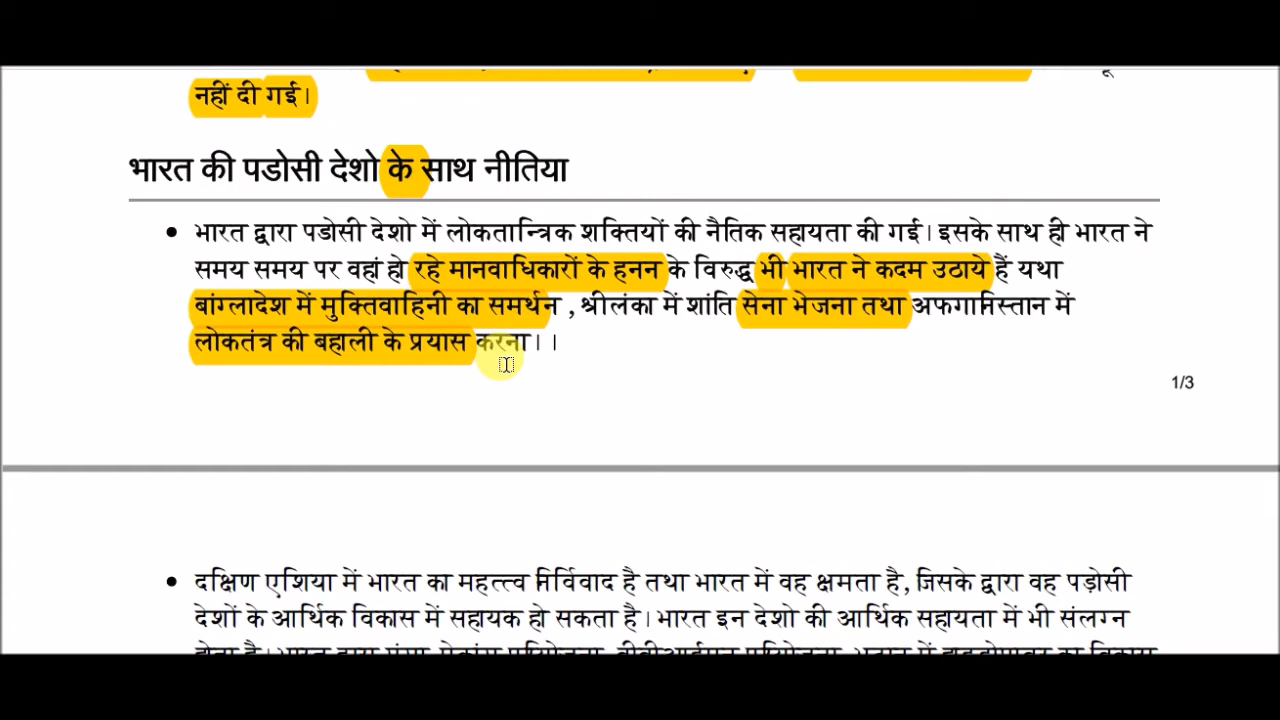 नहीं दी गई।
भारत की पडोसी देशो के साथ नीतिया
• भारत द्वारा पडोसी देशो में लोकतान्त्रिक शक्तियों की नैतिक सहायता की गई। इसके साथ ही भारत ने
समय समय पर वहां हो रहे मानवाधिकारों के हनन के विरुद्ध भी भारत ने कदम उठाये हैं यथा
बांग्लादेश में मुक्तिवाहिनी का समर्थन , श्रीलंका में शांति सेना भेजना तथा अफगानिस्तान में
लोकतंत्र की बहाली के प्रयास करना। ।
1/3
• दक्षिण एशिया में भारत का महत्त्व निर्विवाद है तथा भारत में वह क्षमता है, जिसके द्वारा वह पड़ोसी
देशों के आर्थिक विकास में सहायक हो सकता है। भारत इन देशो की आर्थिक सहायता में भी संलग्न